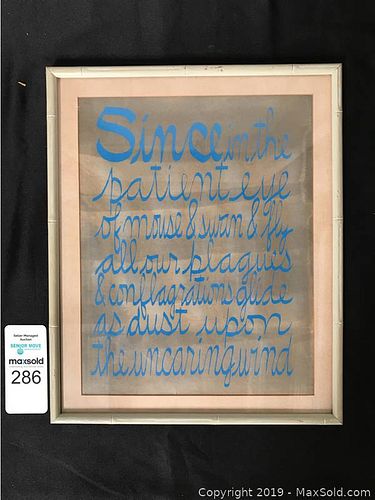 Since in the
patient eye
of mouse & swan & fly
all our plagues
& conflagrations glide
as dust upon
the uncaring wind
Seller-Managed
Auction
SENIOR MOVE
maxsold
286
Copyright © 2019 - MaxSold.com